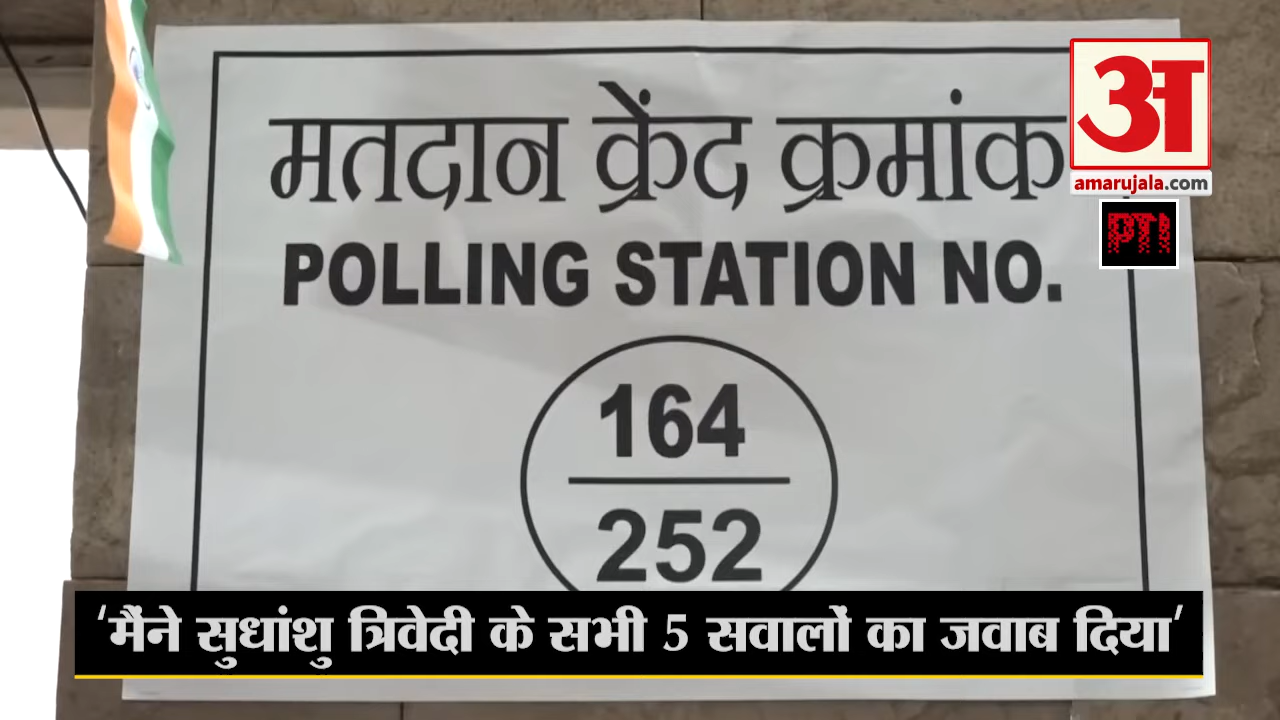 मतदान क्रेंद क्रमांक
POLLING STATION NO.
164
252
अ
amarujala.com
PTI
‘मैंने सुधांशु त्रिवेदी के सभी 5 सवालों का जवाब दिया’